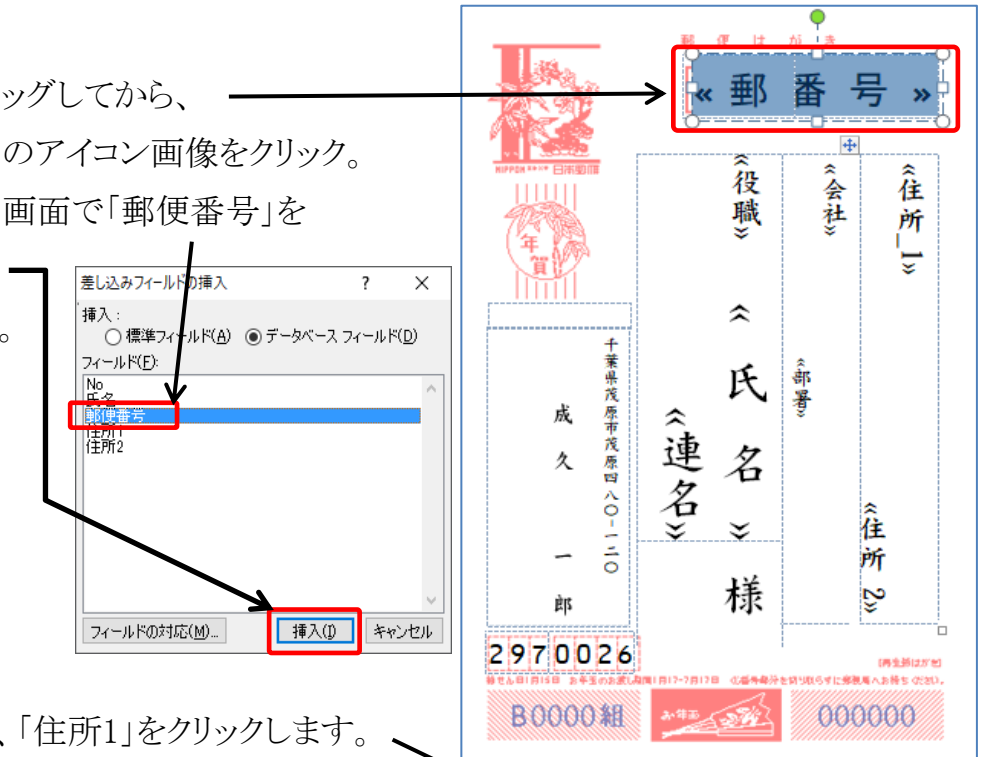 ッグしてから、
のアイコン画像をクリック。
画面で「郵便番号」を
。
差し込みフィールドの挿入 ? ×
挿入:
標準フィールド(A) データベース フィールド(D)
フィールド(F):
No
氏名
郵便番号
住所1
住所2
フィールドの対応(M)...
挿入(I)
キャンセル
、「住所1」をクリックします。
郵便はがき
«郵番号»
NIPPON 日本郵便
年賀
«住所_1»
«住所 2»
«会社»
«部署»
«役職»
«氏名»様
«連名»
千葉県茂原市茂原四八〇-一二〇
成久 一郎
2970026
B0000組
お年玉
000000